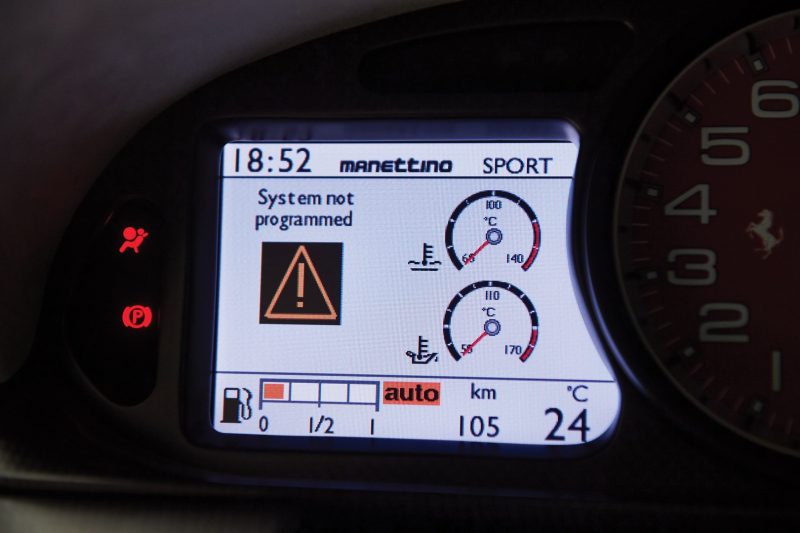 18:52 manettino SPORT
System not
programmed
!
100
°C
60 140
110
°C
50 170
P
auto km °C
0 1/2 1 105 24
6
5
4
3
2
1